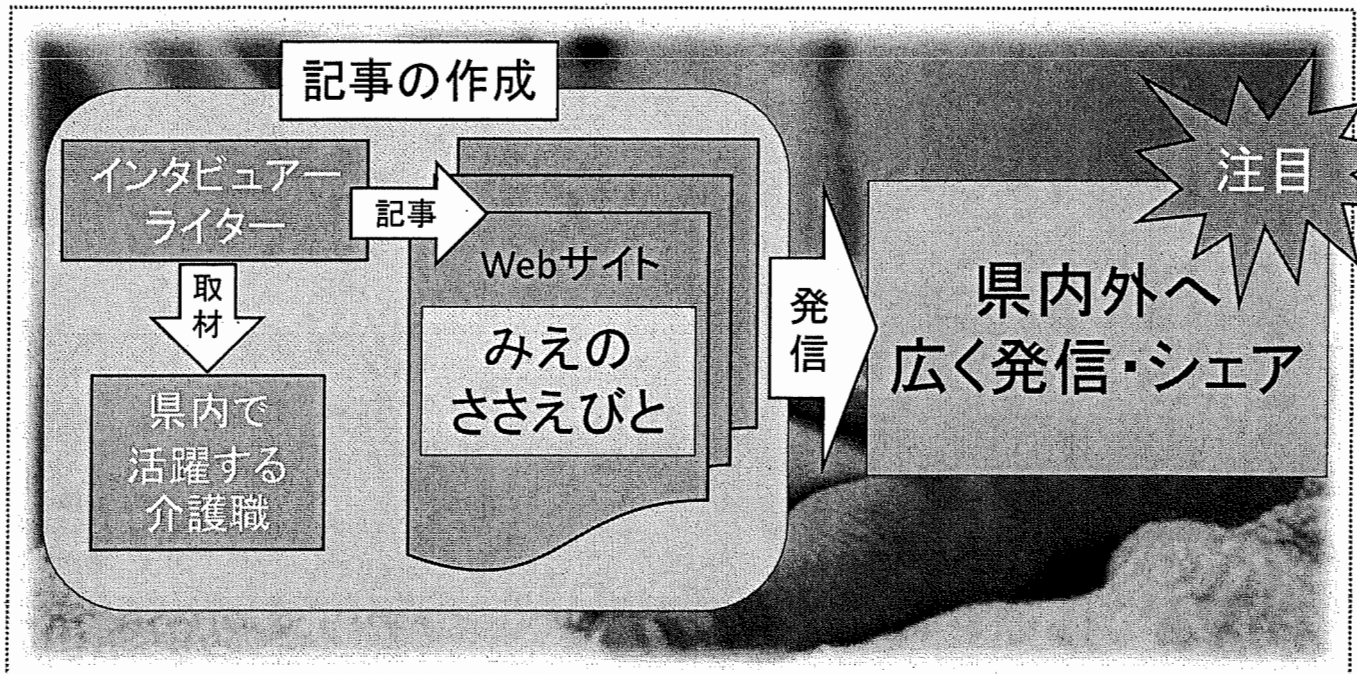 記事の作成
インタビュアー
ライター
記事
取
材
県内で
活躍する
介護職
Webサイト
みえの
ささえびと
発
信
注目
県内外へ
広く発信・シェア